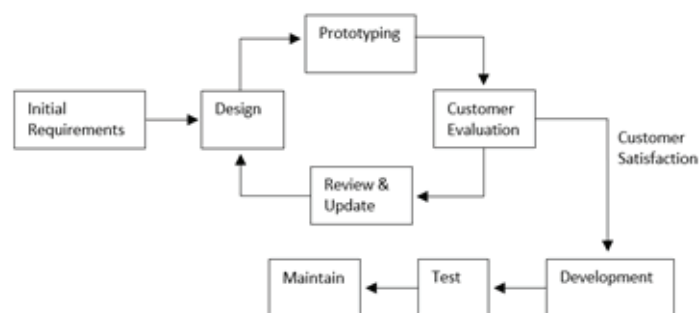 Prototyping
Initial
Requirements
Design
Customer
Evaluation
Customer
Satisfaction
Review &
Update
Maintain
Test
Development